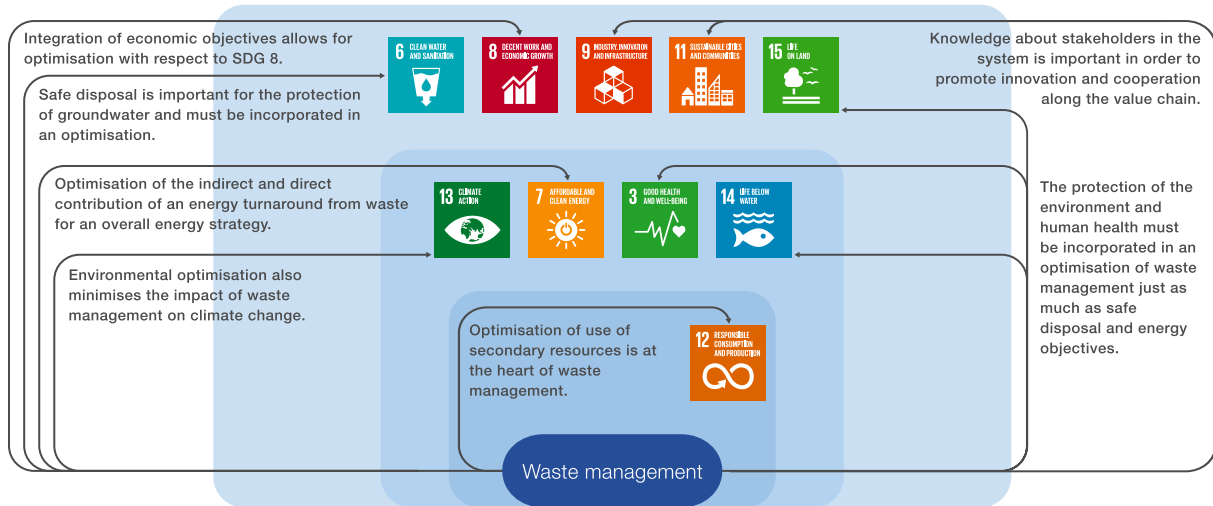 Integration of economic objectives allows for
optimisation with respect to SDG 8.
Safe disposal is important for the protection
of groundwater and must be incorporated in
an optimisation.
6 CLEAN WATER
AND SANITATION
8 DECENT WORK AND
ECONOMIC GROWTH
9 INDUSTRY, INNOVATION
AND INFRASTRUCTURE
11 SUSTAINABLE CITIES
AND COMMUNITIES
15 LIFE
ON LAND
Knowledge about stakeholders in the
system is important in order to
promote innovation and cooperation
along the value chain.
Optimisation of the indirect and direct
contribution of an energy turnaround from waste
for an overall energy strategy.
Environmental optimisation also
minimises the impact of waste
management on climate change.
13 CLIMATE
ACTION
7 AFFORDABLE AND
CLEAN ENERGY
3 GOOD HEALTH
AND WELL-BEING
14 LIFE BELOW
WATER
The protection of the
environment and
human health must
be incorporated in an
optimisation of waste
management just as
much as safe
disposal and energy
objectives.
Optimisation of use of
secondary resources is at
the heart of waste
management.
12 RESPONSIBLE
CONSUMPTION
AND PRODUCTION
Waste management